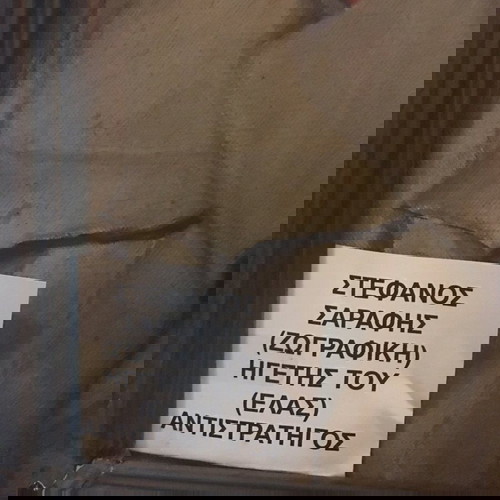 ΣΤΕΦΑΝΟΣ
ΣΑΡΑΦΗΣ
(ΖΩΓΡΑΦΙΚΗ)
ΗΓΕΤΗΣ ΤΟΥ
(ΕΛΑΣ)
ΑΝΤΙΣΤΡΑΤΗΓΟΣ